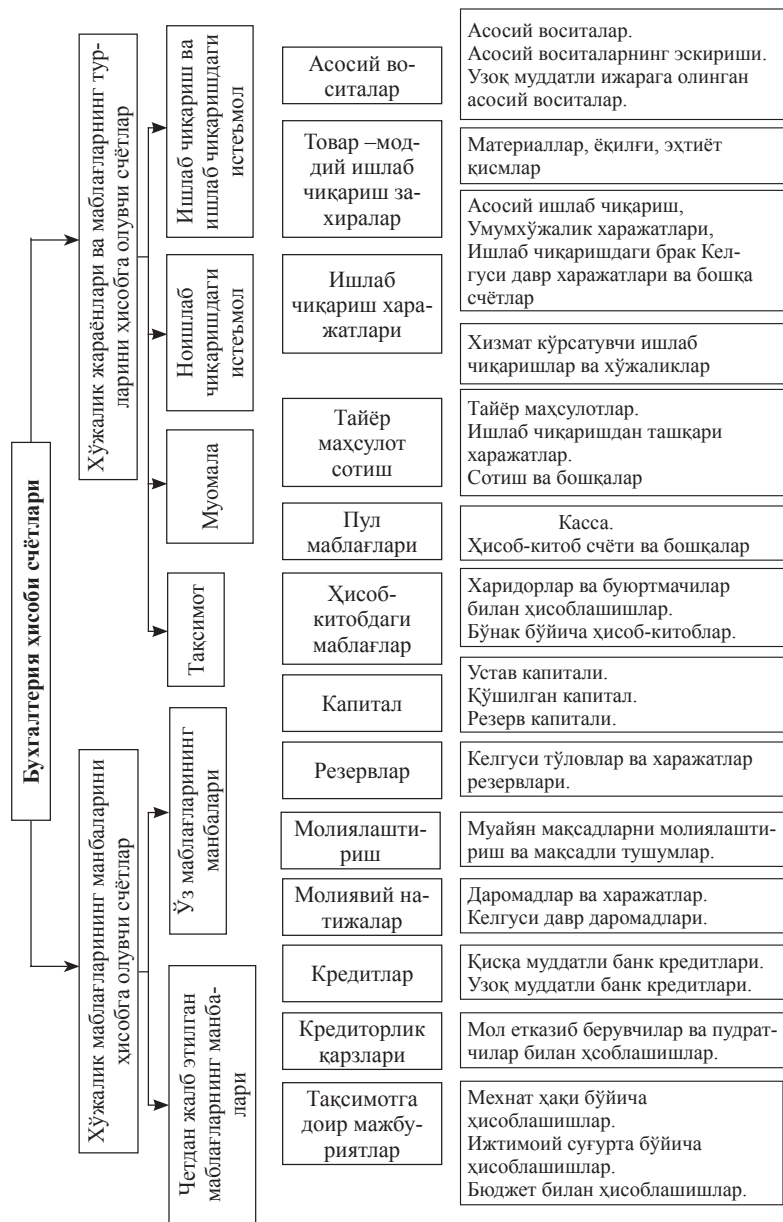 Бухгалтерия ҳисоби счётлари
Хўжалик жараёнлари ва маблағларнинг тур-
ларини ҳисобга олувчи счётлар
Ишлаб чиқариш ва
ишлаб чиқаришдаги
истеъмол
Ноишлаб
чиқаришдаги
истеъмол
Муомала
Тақсимот
Асосий во-
ситалар
Асосий воситалар.
Асосий воситаларнинг эскириши.
Узоқ муддатли ижарага олинган
асосий воситалар.
Товар –мод-
дий ишлаб
чиқариш за-
хиралар
Материаллар, ёқилғи, эҳтиёт
қисмлар
Ишлаб
чиқариш хара-
жатлари
Асосий ишлаб чиқариш,
Умумхўжалик харажатлари,
Ишлаб чиқаришдаги брак Кел-
гуси давр харажатлари ва бошқа
счётлар
Хизмат кўрсатувчи ишлаб
чиқаришлар ва хўжаликлар
Тайёр
маҳсулот
сотиш
Тайёр маҳсулотлар.
Ишлаб чиқаришдан ташқари
харажатлар.
Сотиш ва бошқалар
Пул
маблағлари
Касса.
Ҳисоб-китоб счёти ва бошқалар
Ҳисоб-
китобдаги
маблағлар
Харидорлар ва буюртмачилар
билан ҳисоблашишлар.
Бўнак бўйича ҳисоб-китоблар.
Хўжалик маблағларининг манбаларини
ҳисобга олувчи счётлар
Ўз маблағларининг
манбалари
Четдан жалб этилган
маблағларнинг манба-
лари
Капитал
Устав капитали.
Қўшилган капитал.
Резерв капитали.
Резервлар
Келгуси тўловлар ва харажатлар
резервлари.
Молиялашти-
риш
Муайян мақсадларни молиялашти-
риш ва мақсадли тушумлар.
Молиявий на-
тижалар
Даромадлар ва харажатлар.
Келгуси давр даромадлари.
Кредитлар
Қисқа муддатли банк кредитлари.
Узоқ муддатли банк кредитлари.
Кредиторлик
қарзлари
Мол етказиб берувчилар ва пудрат-
чилар билан ҳсоблашишлар.
Тақсимотга
доир мажбу-
риятлар
Мехнат ҳақи бўйича
ҳисоблашишлар.
Ижтимоий суғурта бўйича
ҳисоблашишлар.
Бюджет билан ҳисоблашишлар.